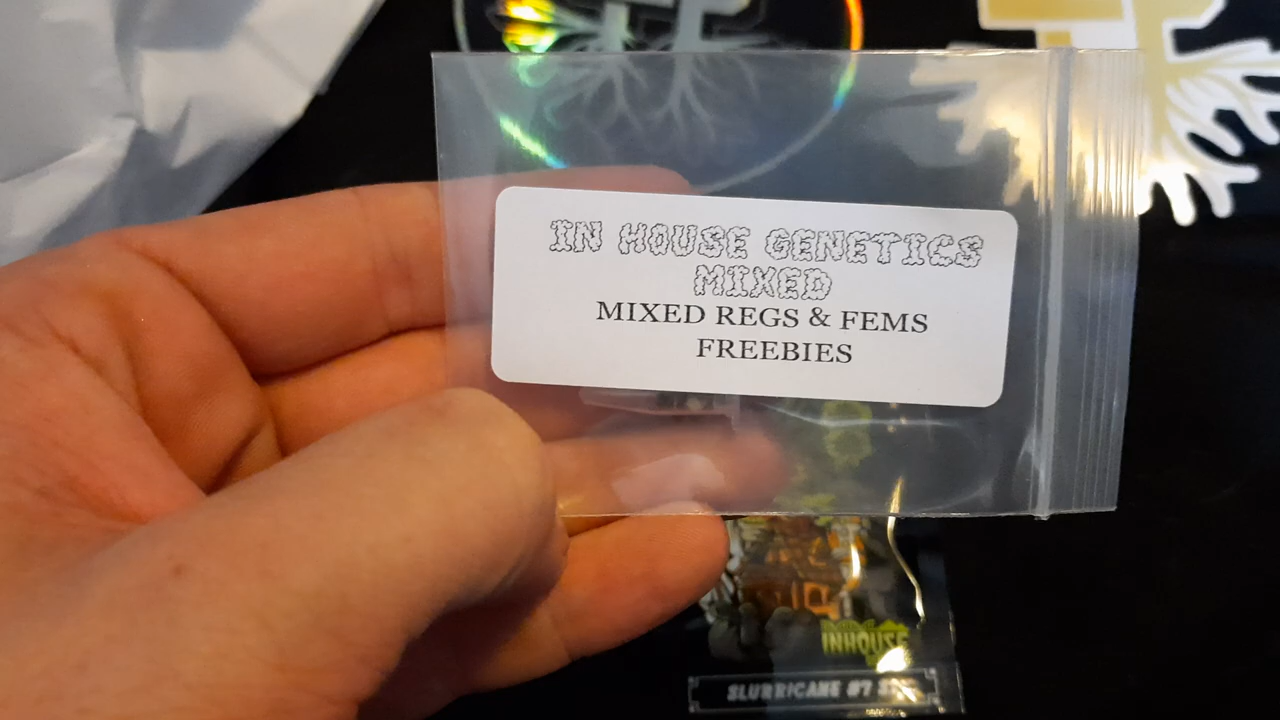 IN HOUSE GENETICS
MIXED
MIXED REGS & FEMS
FREEBIES
INHOUSE
SLURRICANE #7